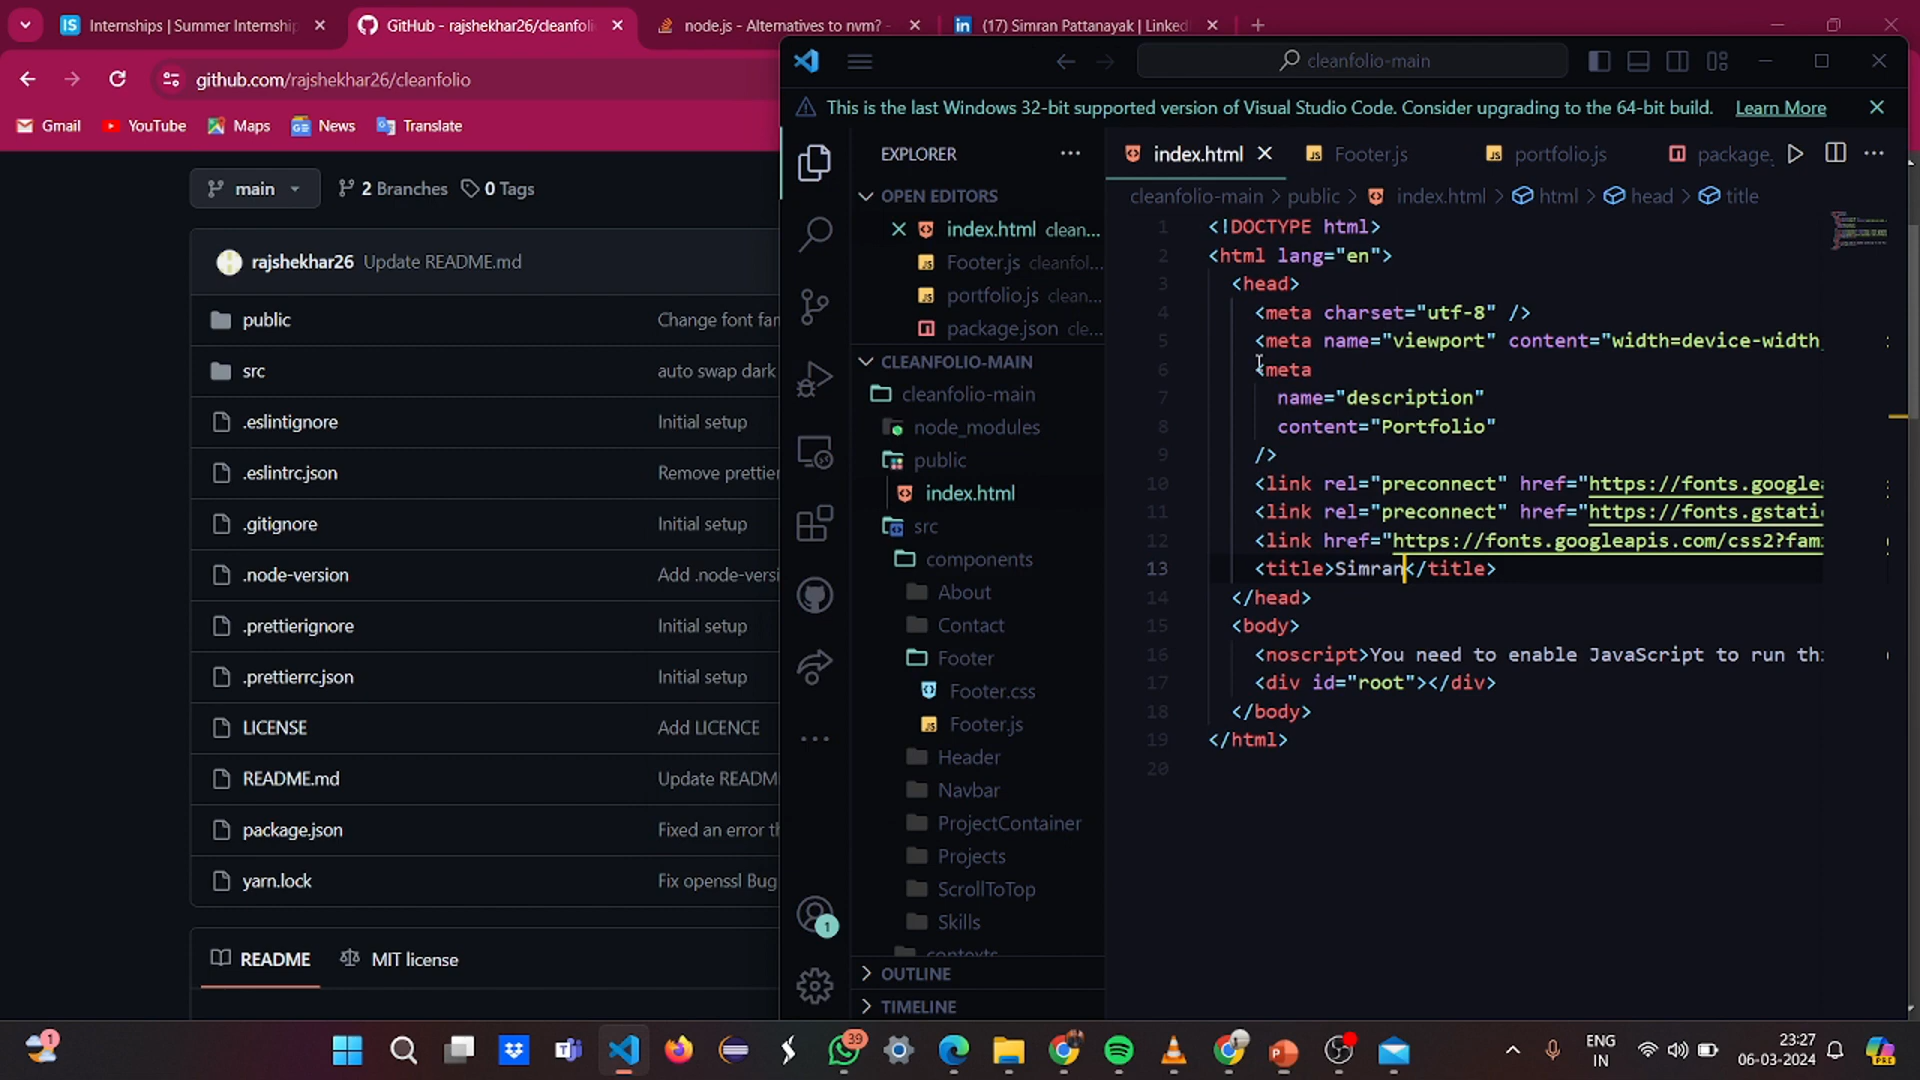 Internships | Summer Internship
GitHub - rajshekhar26/cleanfolio
node.js - Alternatives to nvm? -
(17) Simran Pattanayak | LinkedI
github.com/rajshekhar26/cleanfolio
Gmail
YouTube
Maps
News
Translate
main
2 Branches
0 Tags
rajshekhar26 Update README.md
public
Change font fam
src
auto swap dark
.eslintignore
Initial setup
.eslintrc.json
Remove prettier
.gitignore
Initial setup
.node-version
Add .node-versi
.prettierignore
Initial setup
.prettierrc.json
Initial setup
LICENSE
Add LICENCE
README.md
Update README
package.json
Fixed an error th
yarn.lock
Fix openssl Bug
README
MIT license
cleanfolio-main
This is the last Windows 32-bit supported version of Visual Studio Code. Consider upgrading to the 64-bit build.
Learn More
EXPLORER
OPEN EDITORS
index.html clean...
Footer.js cleanfol...
portfolio.js clean...
package.json cle...
CLEANFOLIO-MAIN
cleanfolio-main
node_modules
public
index.html
src
components
About
Contact
Footer
Footer.css
Footer.js
Header
Navbar
ProjectContainer
Projects
ScrollToTop
Skills
contexts
OUTLINE
TIMELINE
1
index.html
Footer.js
portfolio.js
package.
cleanfolio-main > public > index.html > html > head > title
1 <!DOCTYPE html>
2 <html lang="en">
3 <head>
4 <meta charset="utf-8" />
5 <meta name="viewport" content="width=device-width,
6 <meta
7 name="description"
8 content="Portfolio"
9 />
10 <link rel="preconnect" href="https://fonts.googlea
11 <link rel="preconnect" href="https://fonts.gstatic
12 <link href="https://fonts.googleapis.com/css2?fami
13 <title>Simran</title>
14 </head>
15 <body>
16 <noscript>You need to enable JavaScript to run thi
17 <div id="root"></div>
18 </body>
19 </html>
20
1
39
ENG
IN
23:27
06-03-2024
PRE